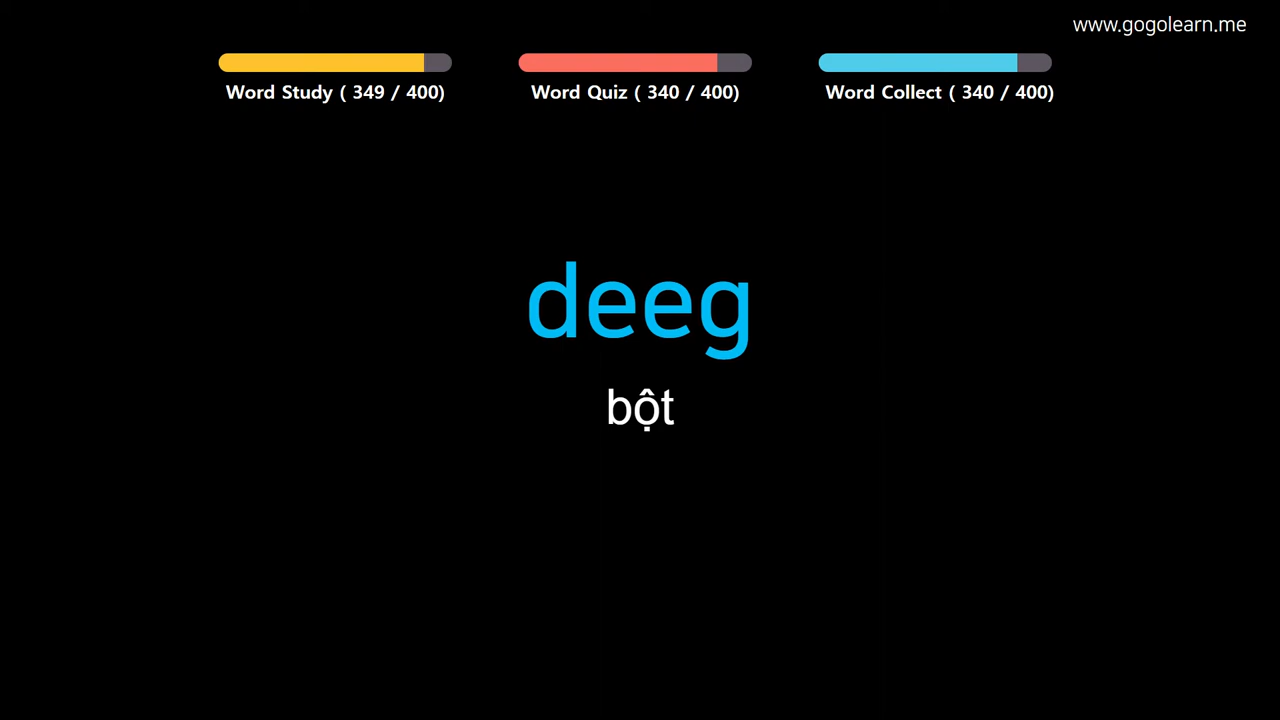 www.gogolearn.me
Word Study ( 349 / 400)
Word Quiz ( 340 / 400)
Word Collect ( 340 / 400)
deeg
bột